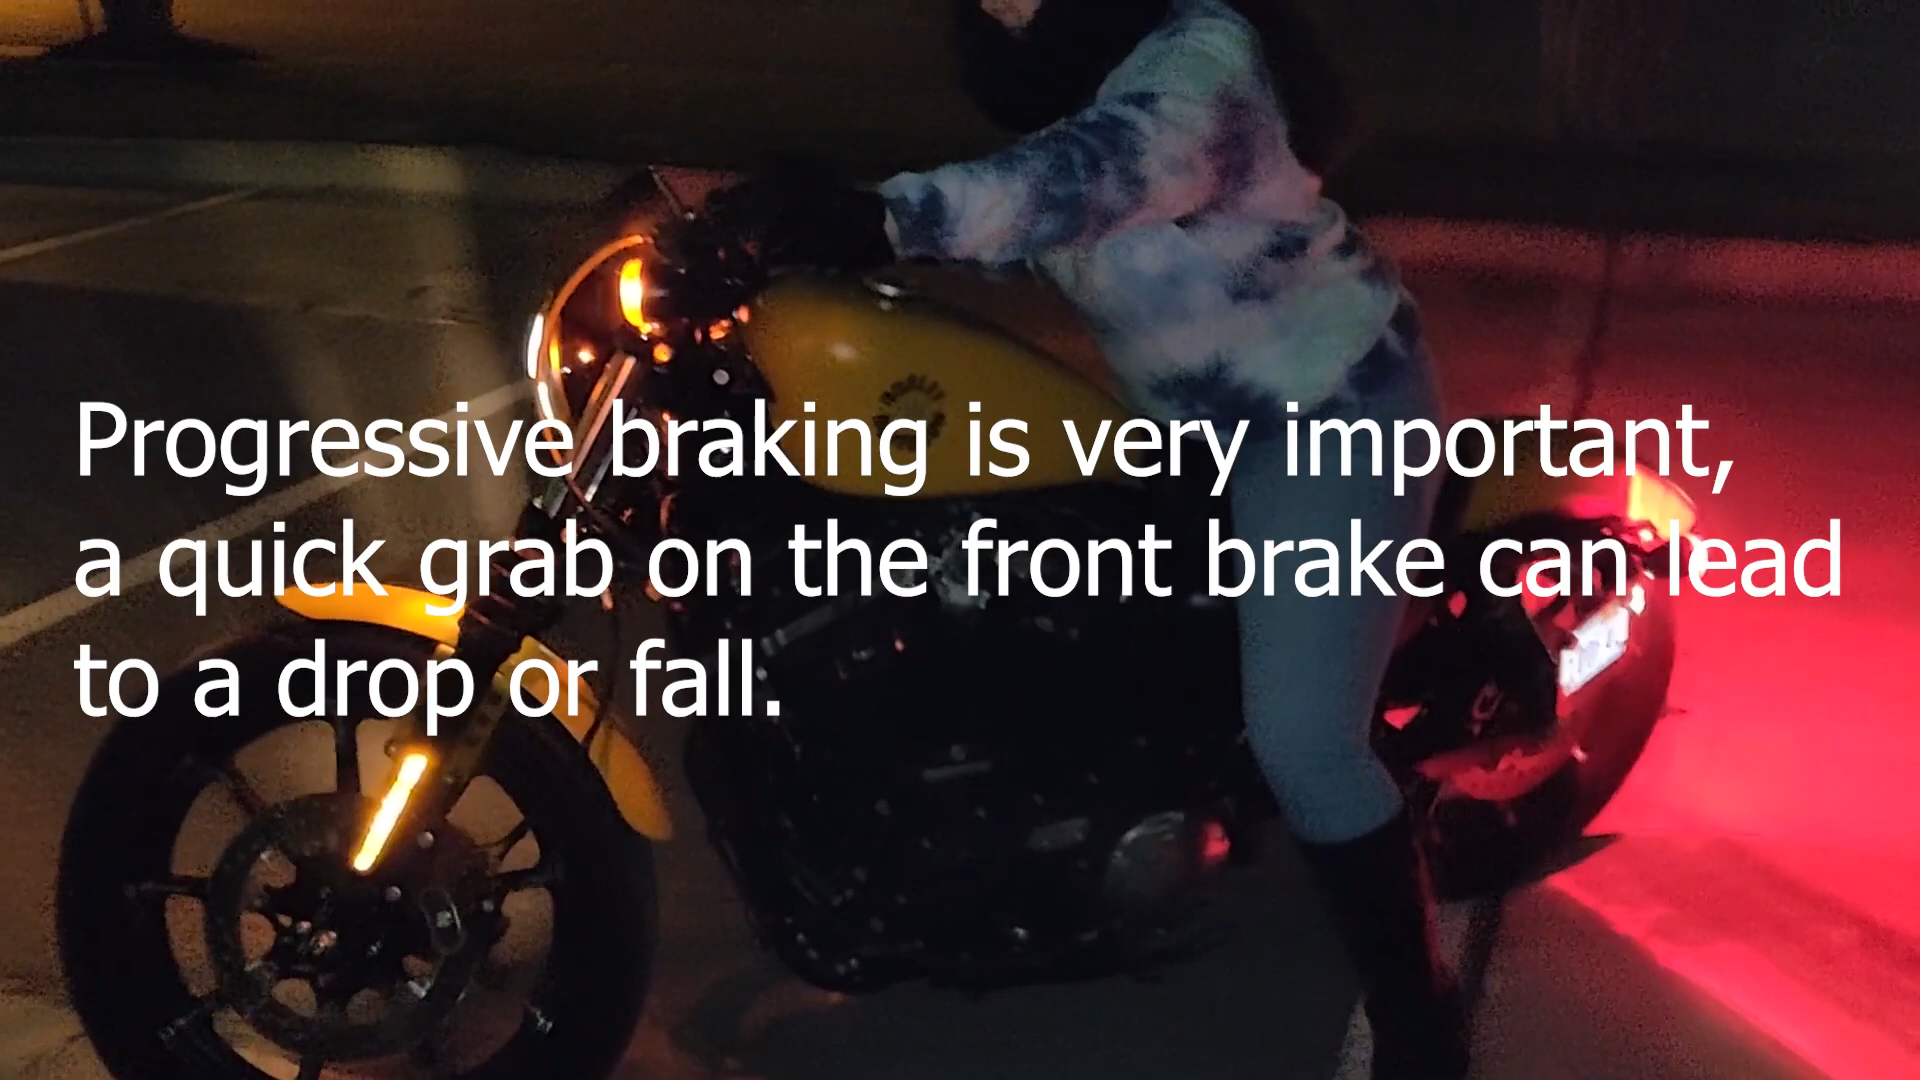 Progressive braking is very important,
a quick grab on the front brake can lead
to a drop or fall.